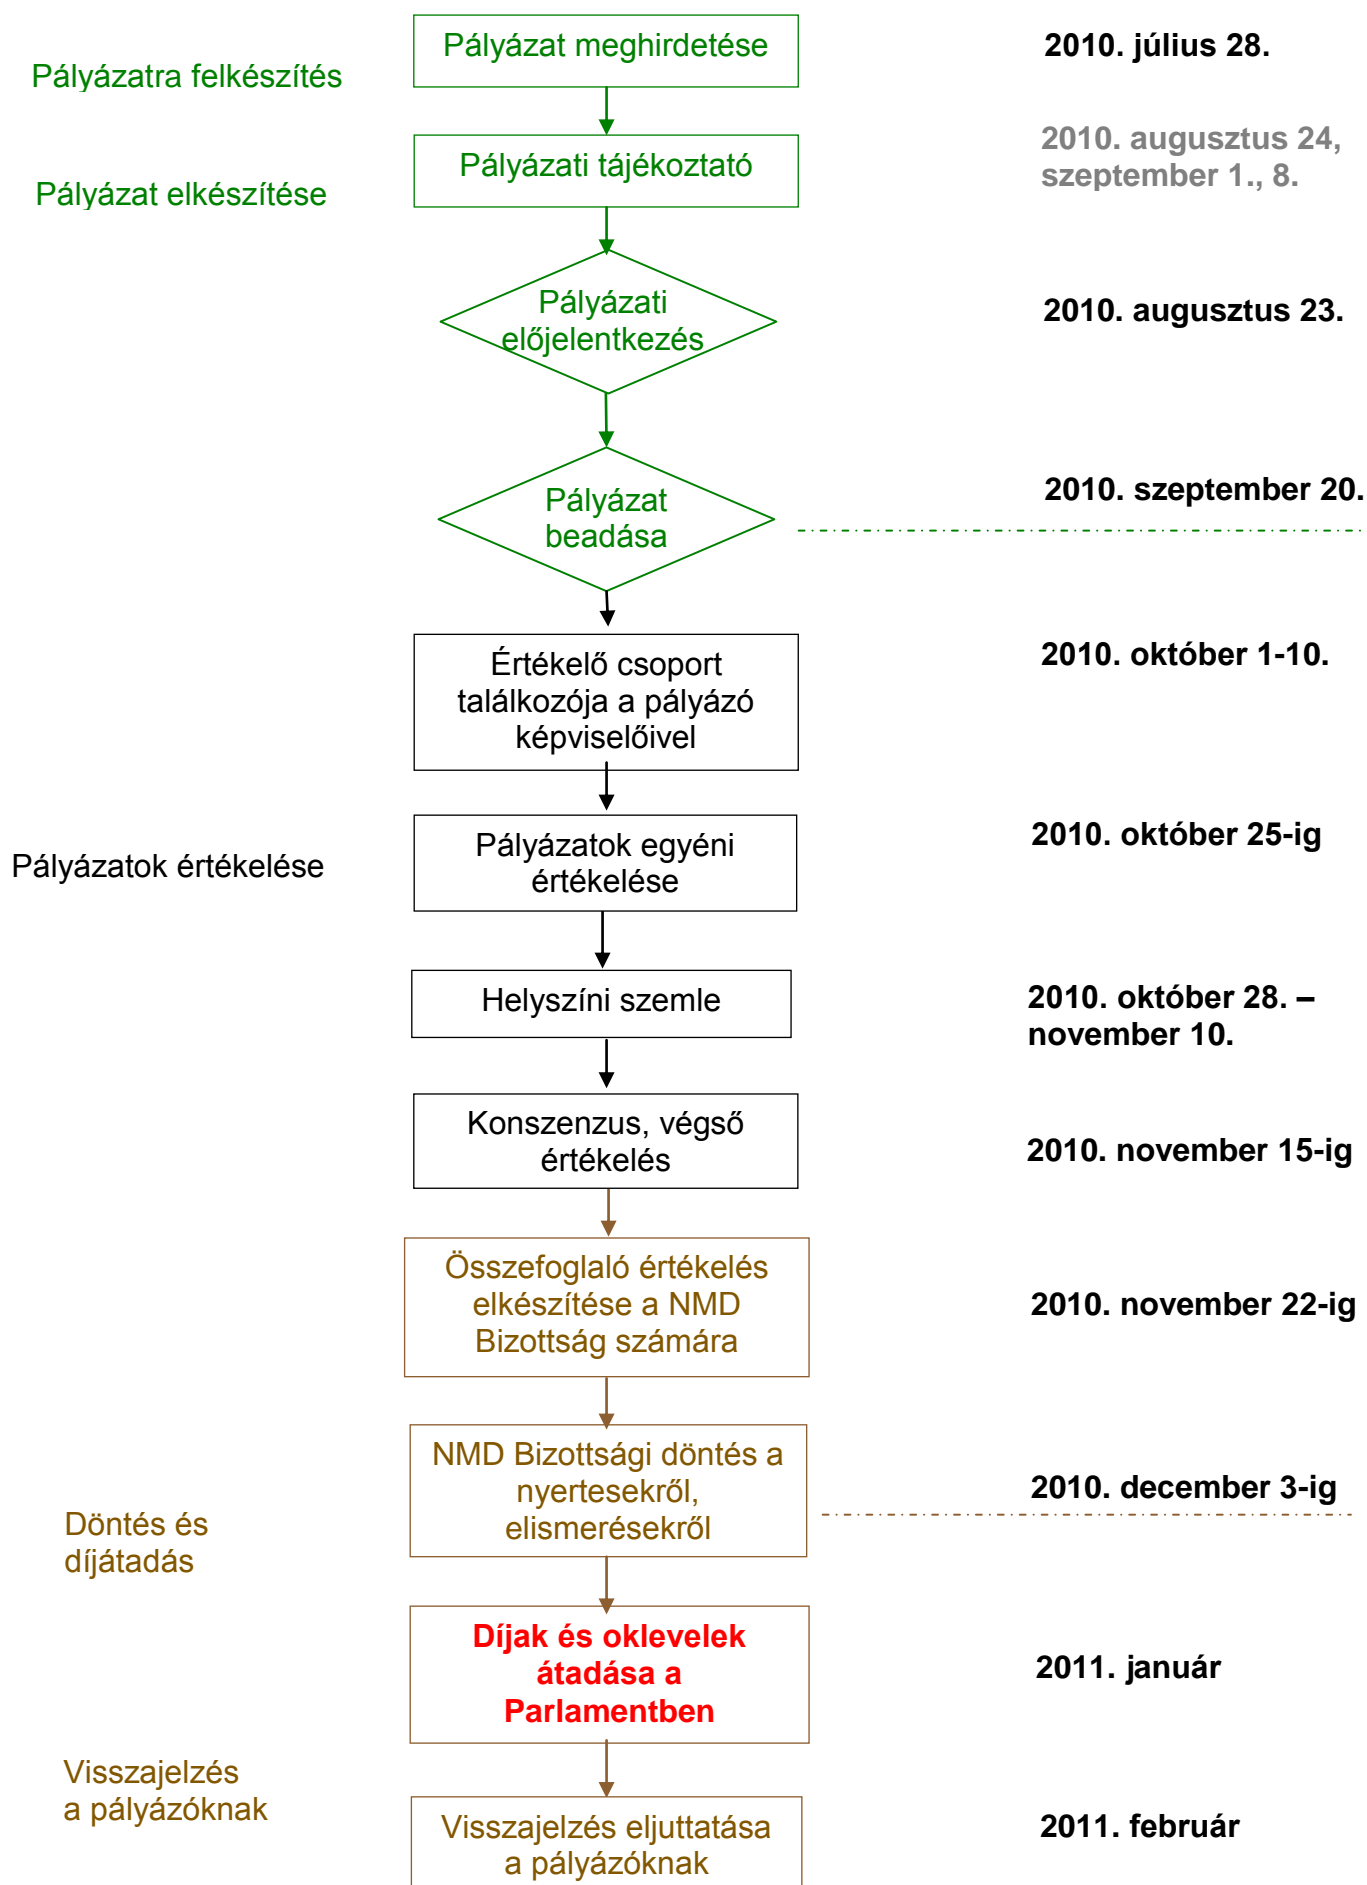 Pályázat meghirdetése
2010. július 28.
Pályázatra felkészítés
Pályázati tájékoztató
2010. augusztus 24,
szeptember 1., 8.
Pályázat elkészítése
Pályázati
előjelentkezés
2010. augusztus 23.
Pályázat
beadása
2010. szeptember 20.
Értékelő csoport
találkozója a pályázó
képviselőivel
2010. október 1-10.
Pályázatok értékelése
Pályázatok egyéni
értékelése
2010. október 25-ig
Helyszíni szemle
2010. október 28. –
november 10.
Konszenzus, végső
értékelés
2010. november 15-ig
Összefoglaló értékelés
elkészítése a NMD
Bizottság számára
2010. november 22-ig
NMD Bizottsági döntés a
nyertesekről,
elismerésekről
2010. december 3-ig
Döntés és
díjátadás
Díjak és oklevelek
átadása a
Parlamentben
2011. január
Visszajelzés
a pályázóknak
Visszajelzés eljuttatása
a pályázóknak
2011. február